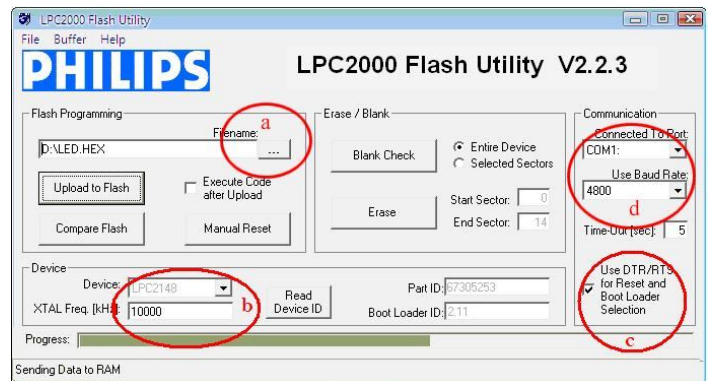 LPC2000 Flash Utility
File Buffer Help
PHILIPS
LPC2000 Flash Utility V2.2.3
Flash Programming
Filename:
a
D:\LED.HEX
...
Upload to Flash
Execute Code
after Upload
Compare Flash
Manual Reset
Erase / Blank
Blank Check
Entire Device
Selected Sectors
Erase
Start Sector: 0
End Sector: 14
Communication
Connected To Port:
COM1:
Use Baud Rate:
4800
d
Time-Out [sec]: 5
Use DTR/RTS
for Reset and
Boot Loader
Selection
c
Device
Device: LPC2148
XTAL Freq. [kHz]: 10000
b
Read
Device ID
Part ID: 67305253
Boot Loader ID: 2.11
Progress:
Sending Data to RAM